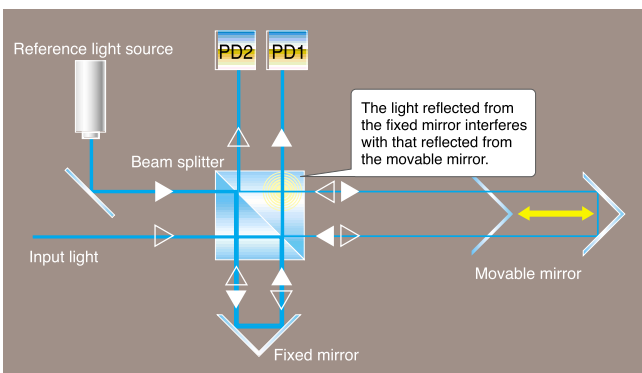 PD2 PD1
Reference light source
The light reflected from
the fixed mirror interferes
with that reflected from
the movable mirror.
Beam splitter
Input light
Movable mirror
Fixed mirror